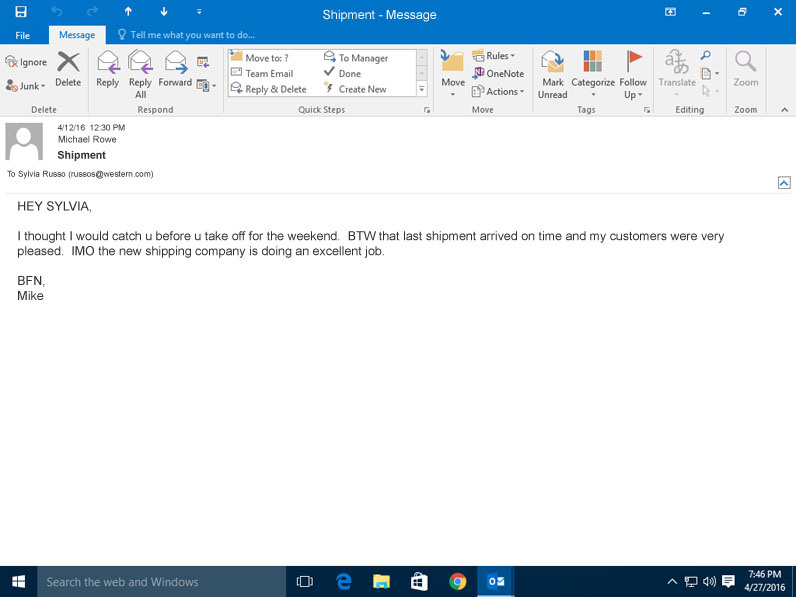 Shipment - Message
File Message Tell me what you want to do...
Ignore
Junk
Delete
Reply
Reply All
Forward
Move to: ?
Team Email
Reply & Delete
To Manager
Done
Create New
Move
Rules
OneNote
Actions
Mark Unread
Categorize
Follow Up
Translate
Zoom
Delete Respond Quick Steps Move Tags Editing Zoom
4/12/16 12:30 PM
Michael Rowe
Shipment
To Sylvia Russo (russos@western.com)
HEY SYLVIA,
I thought I would catch u before u take off for the weekend. BTW that last shipment arrived on time and my customers were very
pleased. IMO the new shipping company is doing an excellent job.
BFN,
Mike
Search the web and Windows
7:46 PM
4/27/2016